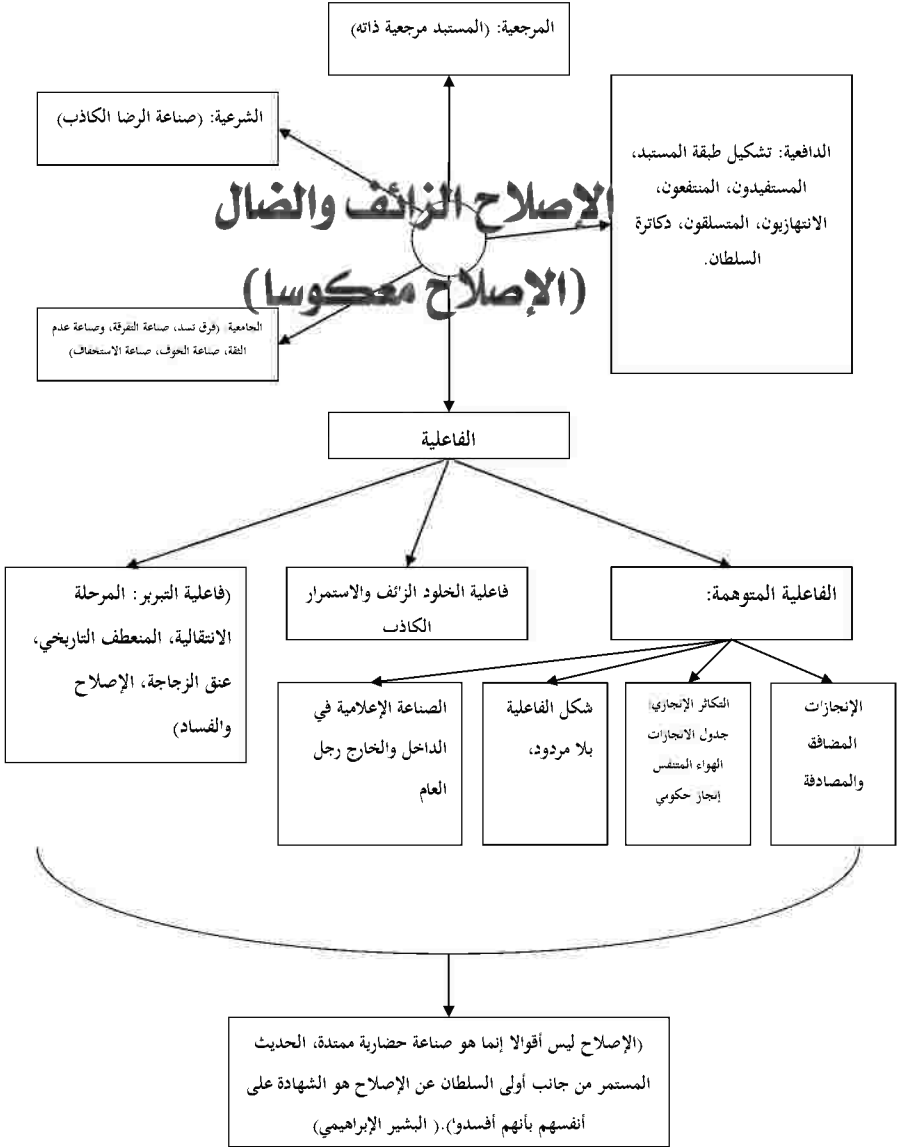 المرجعية: (المستبد مرجعية ذاته)
الشرعية: (صناعة الرضا الكاذب)
الدافعية: تشكيل طبقة المستبد،
المستفيدون، المنتفعون،
الانتهازيون، المتسلقون، دكاترة
السلطان.
الإصلاح الزائف والضال
(الإصلاح معكوسا)
الجامعية: (فرق تسد، صناعة التفرقة، وصناعة عدم
الثقة، صناعة الخوف، صناعة الاستخفاف)
الفاعلية
الفاعلية المتوهمة:
فاعلية الخلود الزائف والاستمرار
الكاذب
(فاعلية التبرير: المرحلة
الانتقالية، المنعطف التاريخي،
عنق الزجاجة، الإصلاح
والفساد)
الإنجازات
المضافة
والمصادفة
التكاثر الإنجازي:
جدول الانجازات
الهواء المتنفس
إنجاز حكومي
شكل الفاعلية
بلا مردود،
الصناعة الإعلامية في
الداخل والخارج رجل
العام
(الإصلاح ليس أقوالا إنما هو صناعة حضارية ممتدة، الحديث
المستمر من جانب أولى السلطان عن الإصلاح هو الشهادة على
أنفسهم بأنهم أفسدو').( البشير الإبراهيمي)